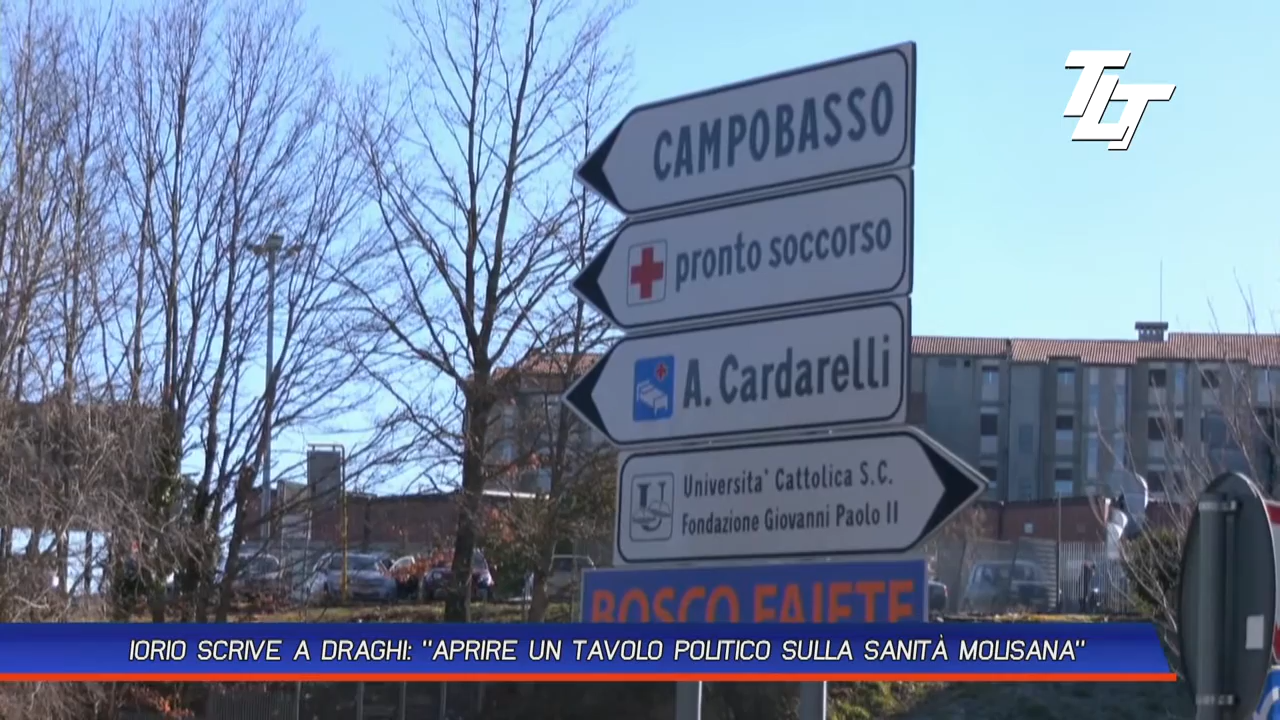 TLT
CAMPOBASSO
pronto soccorso
A. Cardarelli
Universita' Cattolica S.C.
Fondazione Giovanni Paolo II
BOSCO FAIETE
IORIO SCRIVE A DRAGHI: "APRIRE UN TAVOLO POLITICO SULLA SANITÀ MOLISANA"